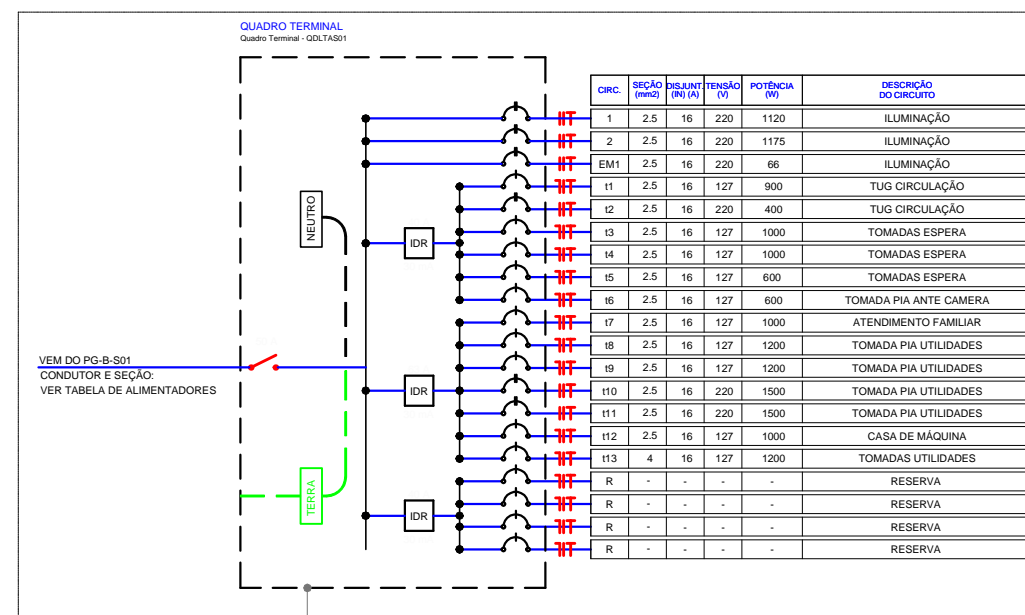 QUADRO TERMINAL
Quadro Terminal - QDLTAS01
CIRC. SEÇÃO (mm2) DISJUNT. (IN) (A) TENSÃO (V) POTÊNCIA (W) DESCRIÇÃO DO CIRCUITO
1 2.5 16 220 1120 ILUMINAÇÃO
2 2.5 16 220 1175 ILUMINAÇÃO
EM1 2.5 16 220 66 ILUMINAÇÃO
t1 2.5 16 127 900 TUG CIRCULAÇÃO
t2 2.5 16 220 400 TUG CIRCULAÇÃO
t3 2.5 16 127 1000 TOMADAS ESPERA
t4 2.5 16 127 1000 TOMADAS ESPERA
t5 2.5 16 127 600 TOMADAS ESPERA
t6 2.5 16 127 600 TOMADA PIA ANTE CAMERA
t7 2.5 16 127 1000 ATENDIMENTO FAMILIAR
t8 2.5 16 127 1200 TOMADA PIA UTILIDADES
t9 2.5 16 127 1200 TOMADA PIA UTILIDADES
t10 2.5 16 220 1500 TOMADA PIA UTILIDADES
t11 2.5 16 220 1500 TOMADA PIA UTILIDADES
t12 2.5 16 127 1000 CASA DE MÁQUINA
t13 4 16 127 1200 TOMADAS UTILIDADES
R - - - - RESERVA
R - - - - RESERVA
R - - - - RESERVA
R - - - - RESERVA
NEUTRO
IDR
VEM DO PG-B-S01
CONDUTOR E SEÇÃO:
VER TABELA DE ALIMENTADORES
IDR
TERRA
IDR